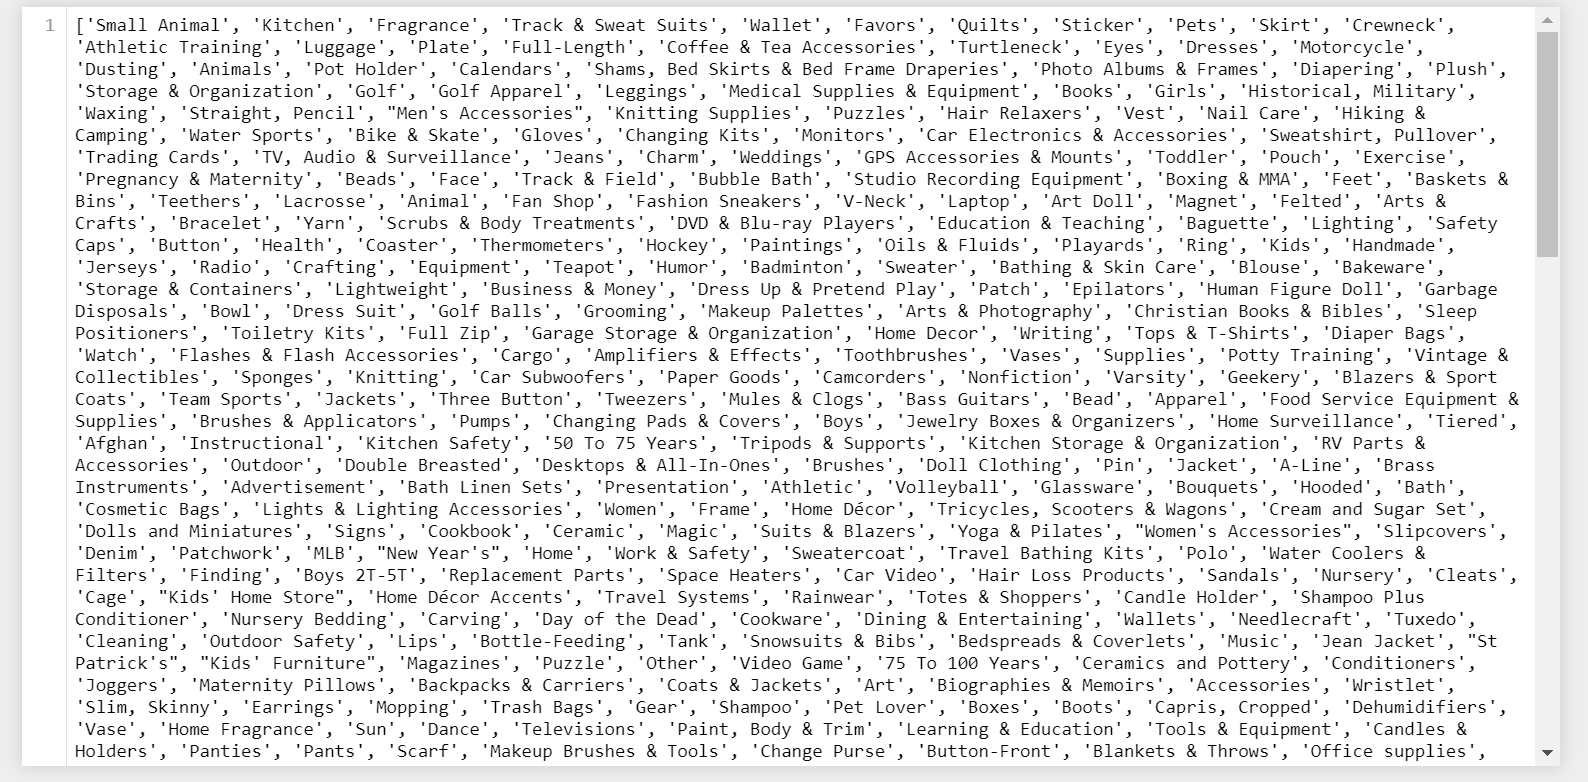 1 ['Small Animal', 'Kitchen', 'Fragrance', 'Track & Sweat Suits', 'Wallet', 'Favors', 'Quilts', 'Sticker', 'Pets', 'Skirt', 'Crewneck',
'Athletic Training', 'Luggage', 'Plate', 'Full-Length', 'Coffee & Tea Accessories', 'Turtleneck', 'Eyes', 'Dresses', 'Motorcycle',
'Dusting', 'Animals', 'Pot Holder', 'Calendars', 'Shams, Bed Skirts & Bed Frame Draperies', 'Photo Albums & Frames', 'Diapering', 'Plush',
'Storage & Organization', 'Golf', 'Golf Apparel', 'Leggings', 'Medical Supplies & Equipment', 'Books', 'Girls', 'Historical, Military',
'Waxing', 'Straight, Pencil', "Men's Accessories", 'Knitting Supplies', 'Puzzles', 'Hair Relaxers', 'Vest', 'Nail Care', 'Hiking &
Camping', 'Water Sports', 'Bike & Skate', 'Gloves', 'Changing Kits', 'Monitors', 'Car Electronics & Accessories', 'Sweatshirt, Pullover',
'Trading Cards', 'TV, Audio & Surveillance', 'Jeans', 'Charm', 'Weddings', 'GPS Accessories & Mounts', 'Toddler', 'Pouch', 'Exercise',
'Pregnancy & Maternity', 'Beads', 'Face', 'Track & Field', 'Bubble Bath', 'Studio Recording Equipment', 'Boxing & MMA', 'Feet', 'Baskets &
Bins', 'Teethers', 'Lacrosse', 'Animal', 'Fan Shop', 'Fashion Sneakers', 'V-Neck', 'Laptop', 'Art Doll', 'Magnet', 'Felted', 'Arts &
Crafts', 'Bracelet', 'Yarn', 'Scrubs & Body Treatments', 'DVD & Blu-ray Players', 'Education & Teaching', 'Baguette', 'Lighting', 'Safety
Caps', 'Button', 'Health', 'Coaster', 'Thermometers', 'Hockey', 'Paintings', 'Oils & Fluids', 'Playards', 'Ring', 'Kids', 'Handmade',
'Jerseys', 'Radio', 'Crafting', 'Equipment', 'Teapot', 'Humor', 'Badminton', 'Sweater', 'Bathing & Skin Care', 'Blouse', 'Bakeware',
'Storage & Containers', 'Lightweight', 'Business & Money', 'Dress Up & Pretend Play', 'Patch', 'Epilators', 'Human Figure Doll', 'Garbage
Disposals', 'Bowl', 'Dress Suit', 'Golf Balls', 'Grooming', 'Makeup Palettes', 'Arts & Photography', 'Christian Books & Bibles', 'Sleep
Positioners', 'Toiletry Kits', 'Full Zip', 'Garage Storage & Organization', 'Home Decor', 'Writing', 'Tops & T-Shirts', 'Diaper Bags',
'Watch', 'Flashes & Flash Accessories', 'Cargo', 'Amplifiers & Effects', 'Toothbrushes', 'Vases', 'Supplies', 'Potty Training', 'Vintage &
Collectibles', 'Sponges', 'Knitting', 'Car Subwoofers', 'Paper Goods', 'Camcorders', 'Nonfiction', 'Varsity', 'Geekery', 'Blazers & Sport
Coats', 'Team Sports', 'Jackets', 'Three Button', 'Tweezers', 'Mules & Clogs', 'Bass Guitars', 'Bead', 'Apparel', 'Food Service Equipment &
Supplies', 'Brushes & Applicators', 'Pumps', 'Changing Pads & Covers', 'Boys', 'Jewelry Boxes & Organizers', 'Home Surveillance', 'Tiered',
'Afghan', 'Instructional', 'Kitchen Safety', '50 To 75 Years', 'Tripods & Supports', 'Kitchen Storage & Organization', 'RV Parts &
Accessories', 'Outdoor', 'Double Breasted', 'Desktops & All-In-Ones', 'Brushes', 'Doll Clothing', 'Pin', 'Jacket', 'A-Line', 'Brass
Instruments', 'Advertisement', 'Bath Linen Sets', 'Presentation', 'Athletic', 'Volleyball', 'Glassware', 'Bouquets', 'Hooded', 'Bath',
'Cosmetic Bags', 'Lights & Lighting Accessories', 'Women', 'Frame', 'Home Décor', 'Tricycles, Scooters & Wagons', 'Cream and Sugar Set',
'Dolls and Miniatures', 'Signs', 'Cookbook', 'Ceramic', 'Magic', 'Suits & Blazers', 'Yoga & Pilates', "Women's Accessories", 'Slipcovers',
'Denim', 'Patchwork', 'MLB', "New Year's", 'Home', 'Work & Safety', 'Sweatercoat', 'Travel Bathing Kits', 'Polo', 'Water Coolers &
Filters', 'Finding', 'Boys 2T-5T', 'Replacement Parts', 'Space Heaters', 'Car Video', 'Hair Loss Products', 'Sandals', 'Nursery', 'Cleats',
'Cage', "Kids' Home Store", 'Home Décor Accents', 'Travel Systems', 'Rainwear', 'Totes & Shoppers', 'Candle Holder', 'Shampoo Plus
Conditioner', 'Nursery Bedding', 'Carving', 'Day of the Dead', 'Cookware', 'Dining & Entertaining', 'Wallets', 'Needlecraft', 'Tuxedo',
'Cleaning', 'Outdoor Safety', 'Lips', 'Bottle-Feeding', 'Tank', 'Snowsuits & Bibs', 'Bedspreads & Coverlets', 'Music', 'Jean Jacket', "St
Patrick's", "Kids' Furniture", 'Magazines', 'Puzzle', 'Other', 'Video Game', '75 To 100 Years', 'Ceramics and Pottery', 'Conditioners',
'Joggers', 'Maternity Pillows', 'Backpacks & Carriers', 'Coats & Jackets', 'Art', 'Biographies & Memoirs', 'Accessories', 'Wristlet',
'Slim, Skinny', 'Earrings', 'Mopping', 'Trash Bags', 'Gear', 'Shampoo', 'Pet Lover', 'Boxes', 'Boots', 'Capris, Cropped', 'Dehumidifiers',
'Vase', 'Home Fragrance', 'Sun', 'Dance', 'Televisions', 'Paint, Body & Trim', 'Learning & Education', 'Tools & Equipment', 'Candles &
Holders', 'Panties', 'Pants', 'Scarf', 'Makeup Brushes & Tools', 'Change Purse', 'Button-Front', 'Blankets & Throws', 'Office supplies',